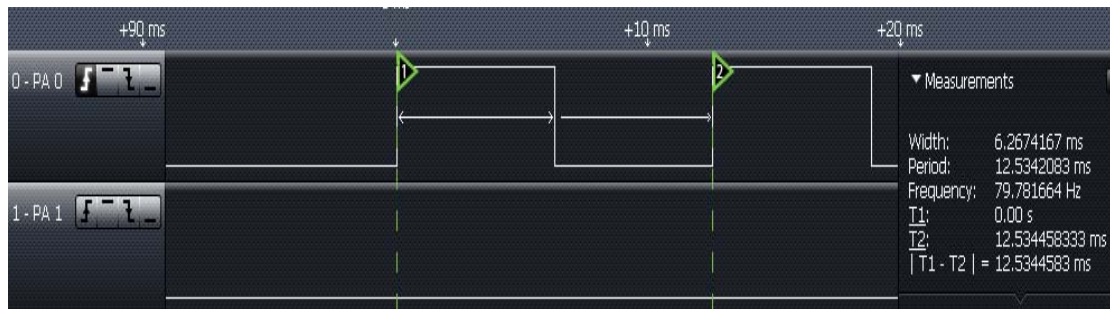 +90 ms
+10 ms
+20 ms
0 - PA 0
1
2
▼ Measurements
Width: 6.2674167 ms
Period: 12.5342083 ms
Frequency: 79.781664 Hz
T1: 0.00 s
T2: 12.534458333 ms
| T1 - T2 | = 12.5344583 ms
1 - PA 1